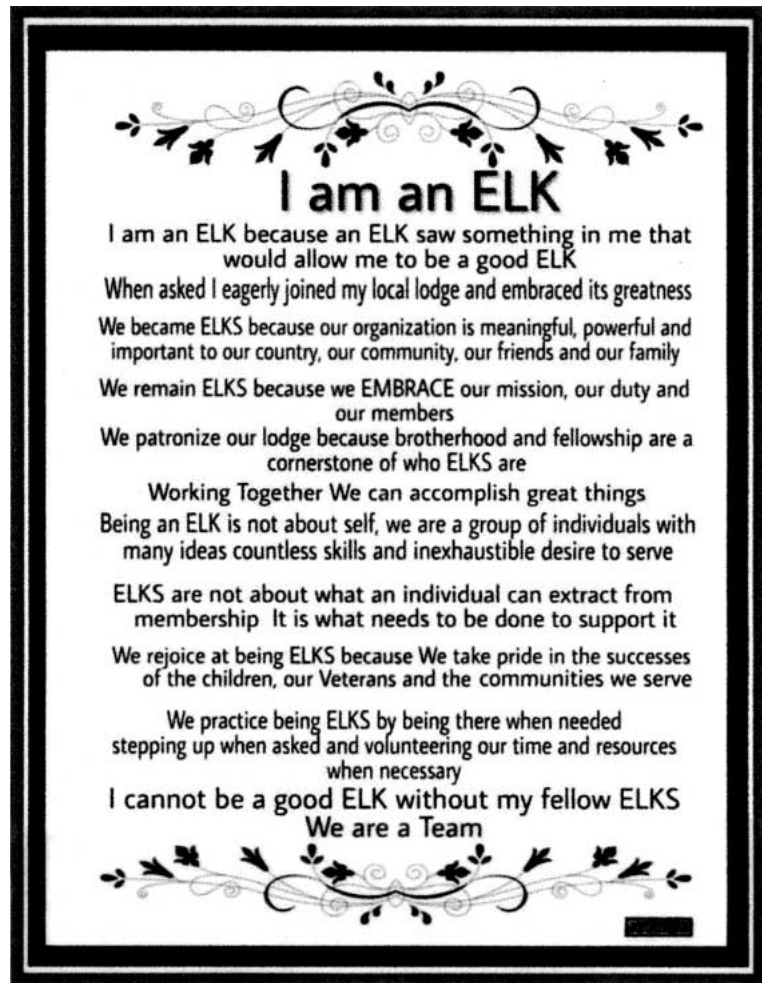 I am an ELK
I am an ELK because an ELK saw something in me that
would allow me to be a good ELK
When asked I eagerly joined my local lodge and embraced its greatness
We became ELKS because our organization is meaningful, powerful and
important to our country, our community, our friends and our family
We remain ELKS because we EMBRACE our mission, our duty and
our members
We patronize our lodge because brotherhood and fellowship are a
cornerstone of who ELKS are
Working Together We can accomplish great things
Being an ELK is not about self, we are a group of individuals with
many ideas countless skills and inexhaustible desire to serve
ELKS are not about what an individual can extract from
membership It is what needs to be done to support it
We rejoice at being ELKS because We take pride in the successes
of the children, our Veterans and the communities we serve
We practice being ELKS by being there when needed
stepping up when asked and volunteering our time and resources
when necessary
I cannot be a good ELK without my fellow ELKS
We are a Team